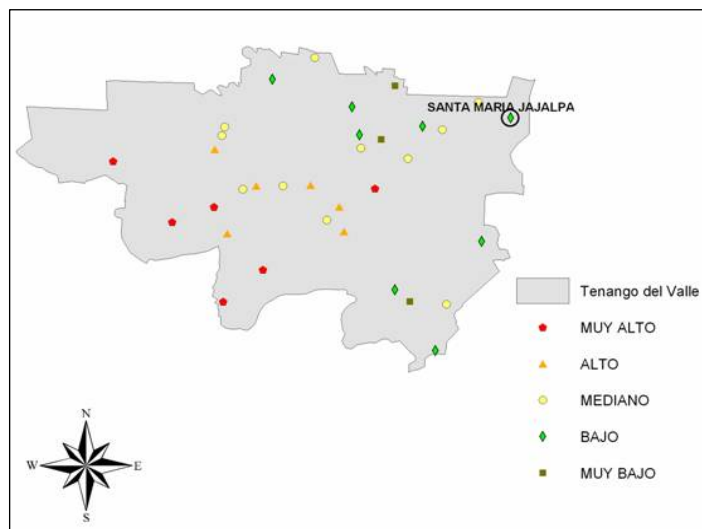 SANTA MARIA JAJALPA
Tenango del Valle
MUY ALTO
ALTO
MEDIANO
BAJO
MUY BAJO
N
W
E
S